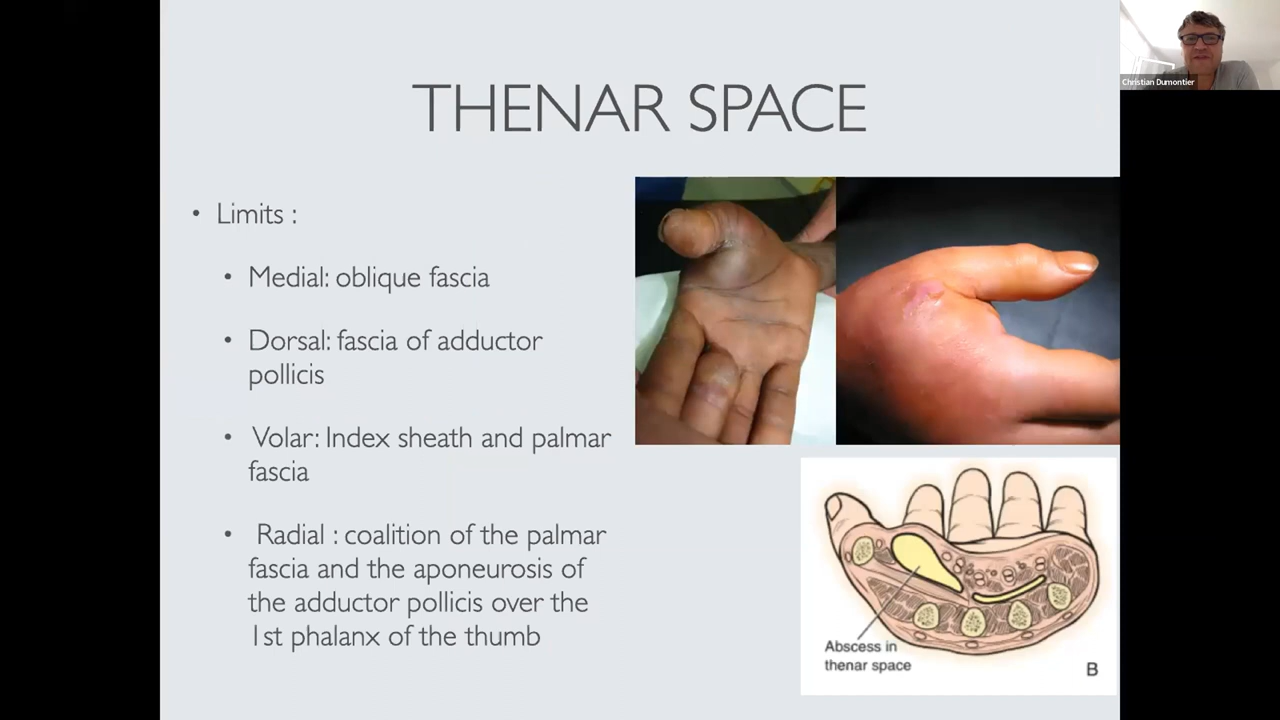 Christian Dumontier
THENAR SPACE
• Limits :
• Medial: oblique fascia
• Dorsal: fascia of adductor
pollicis
• Volar: Index sheath and palmar
fascia
• Radial : coalition of the palmar
fascia and the aponeurosis of
the adductor pollicis over the
1st phalanx of the thumb
Abscess in
thenar space
B